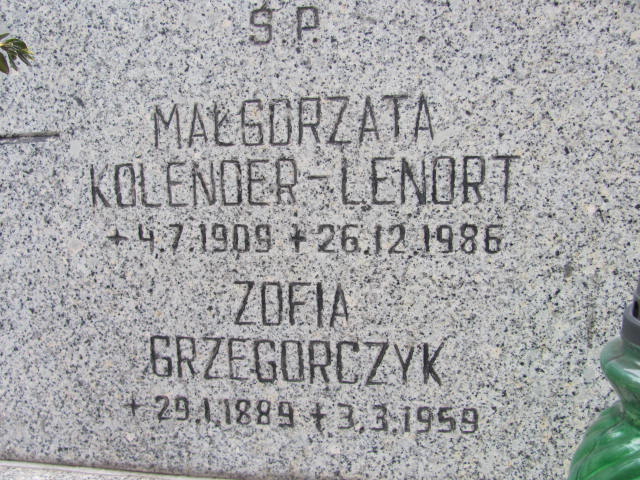 Ś.P.
MAŁGORZATA
KOLENDER-LENORT
+ 4.7.1909 + 26.12.1986
ZOFIA
GRZEGORCZYK
+ 29.1.1889 + 3.3.1959